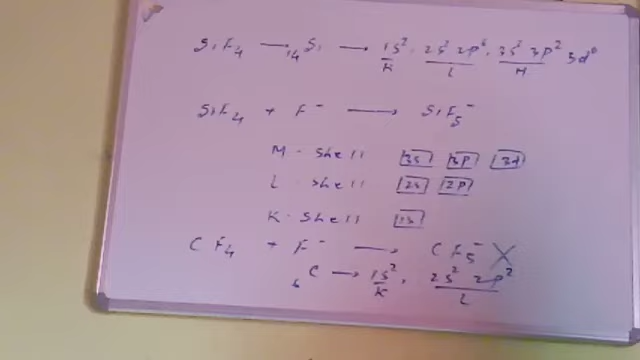 SiF₄ → ₁₄Si → 1s² . 2s² 2p⁶ . 3s² 3p² 3d⁰
K L M
SiF₄ + F⁻ → SiF₅⁻
M - Shell 3s 3p 3d
L - Shell 2s 2p
K - Shell 1s
CF₄ + F⁻ → CF₅⁻ X
₆C → 1s² . 2s² 2p²
K L